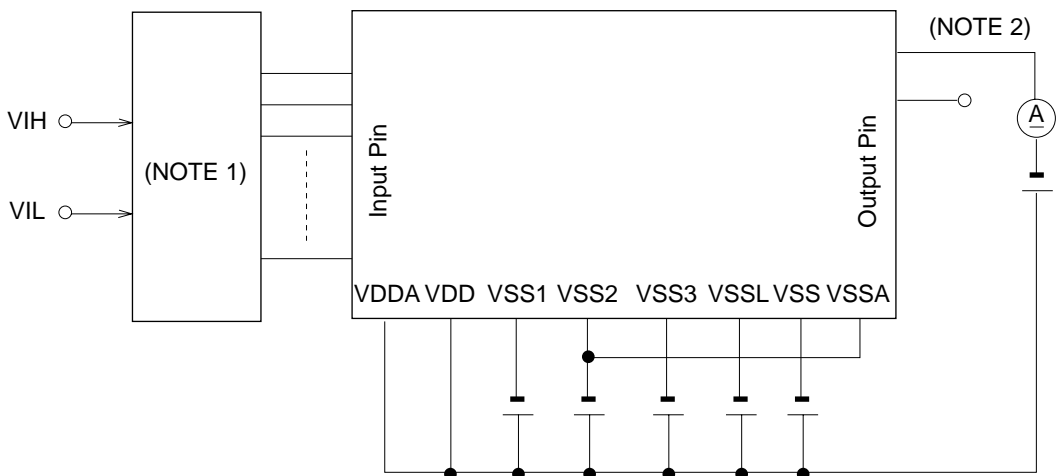 (NOTE 2)
VIH
A
(NOTE 1)
Input Pin
Output Pin
VIL
VDDA VDD VSS1 VSS2 VSS3 VSSL VSS VSSA